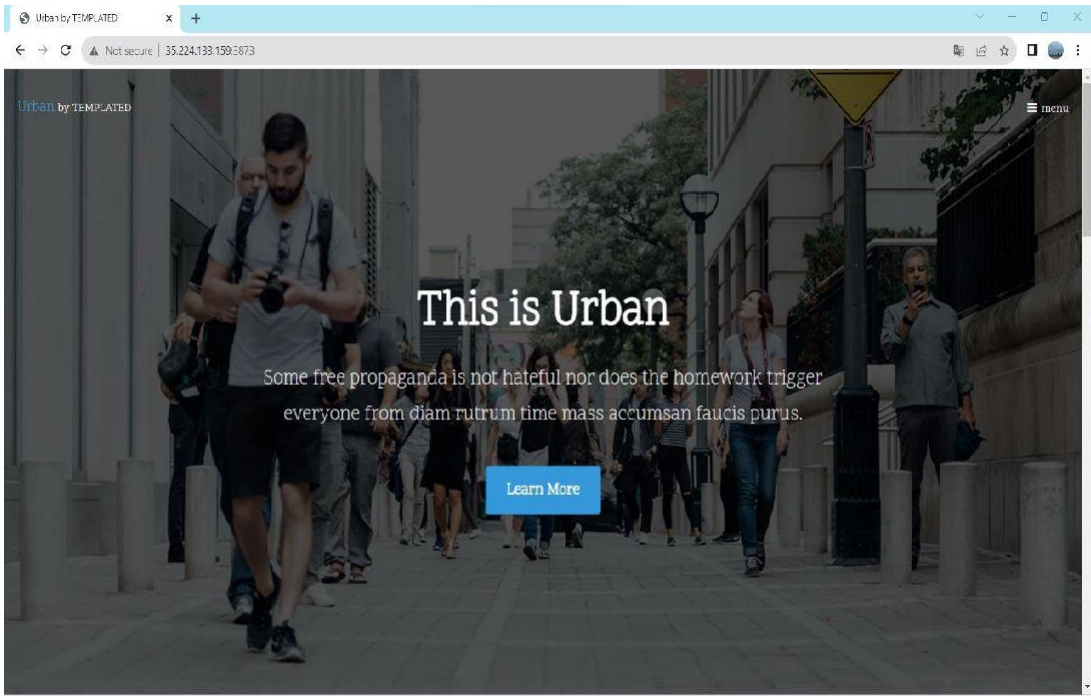 Urban by TEMPLATED
Not secure | 35.224.133.159:3873
Urban by TEMPLATED
menu
This is Urban
Some free propaganda is not hateful nor does the homework trigger
everyone from diam rutrum time mass accumsan faucis purus.
Learn More